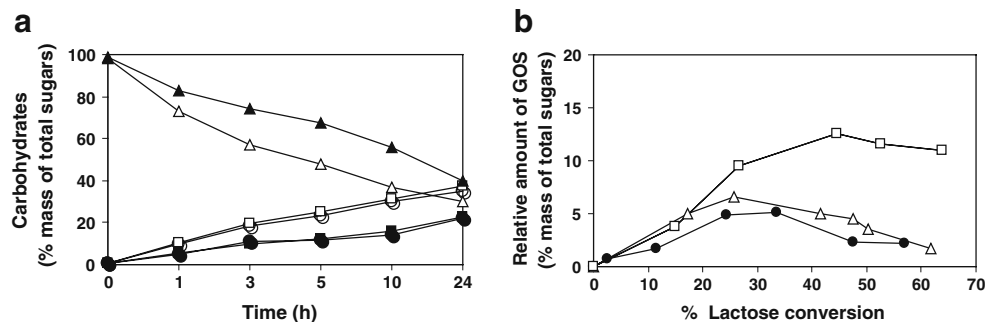 a
Carbohydrates
(% mass of total sugars)
100
80
60
40
20
0
0 1 3 5 10 24
Time (h)
b
Relative amount of GOS
(% mass of total sugars)
20
15
10
5
0
0 10 20 30 40 50 60 70
% Lactose conversion